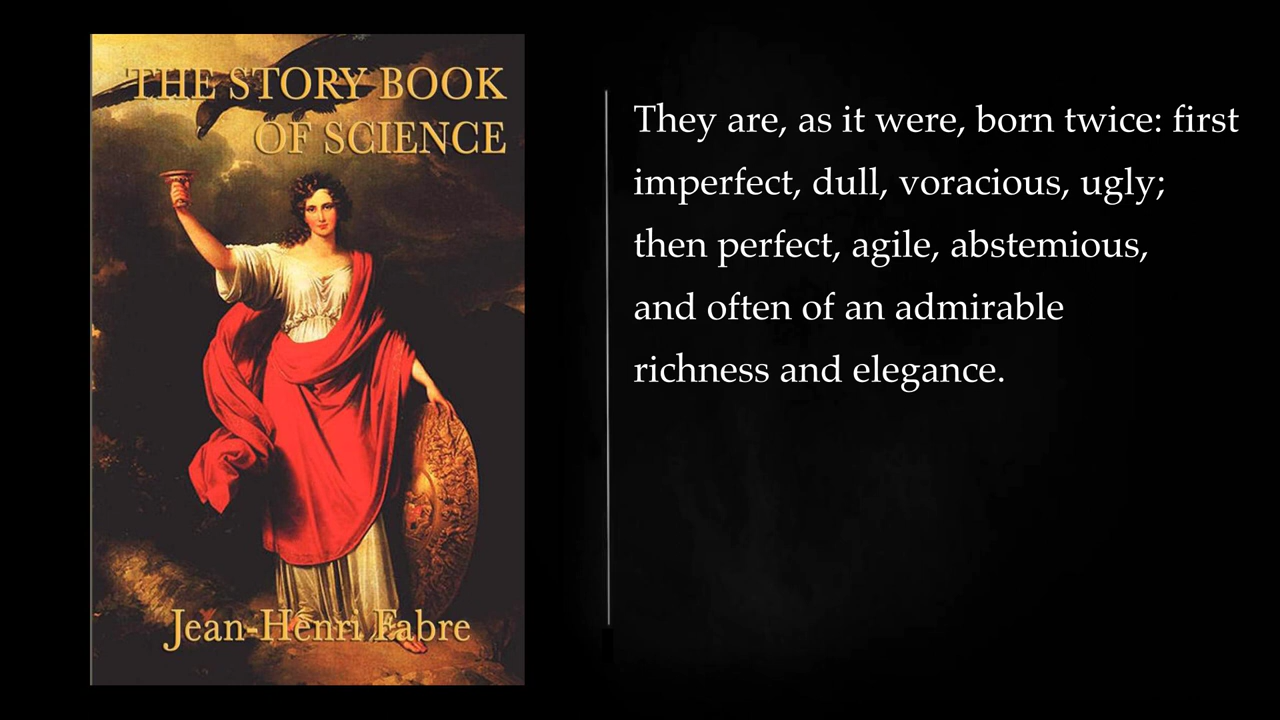 THE STORY BOOK
OF SCIENCE
Jean-Henri Fabre
They are, as it were, born twice: first
imperfect, dull, voracious, ugly;
then perfect, agile, abstemious,
and often of an admirable
richness and elegance.